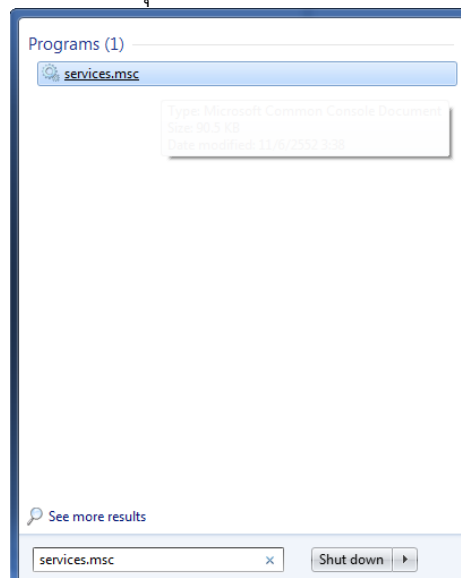 Programs (1)
services.msc
Type: Microsoft Common Console Document
Size: 90.5 KB
Date modified: 11/6/2552 3:38
See more results
services.msc
Shut down